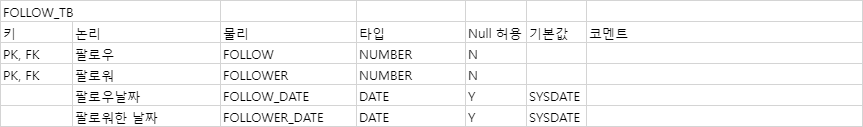 FOLLOW_TB
키 논리 물리 타입 Null 허용 기본값 코멘트
PK, FK 팔로우 FOLLOW NUMBER N
PK, FK 팔로워 FOLLOWER NUMBER N
팔로우날짜 FOLLOW_DATE DATE Y SYSDATE
팔로워한 날짜 FOLLOWER_DATE DATE Y SYSDATE